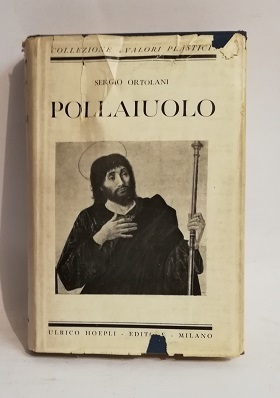 COLLEZIONE "VALORI PLASTICI
SERGIO ORTOLANI
POLLAIUOLO
ULRICO HOEPLI - EDITORE - MILANO